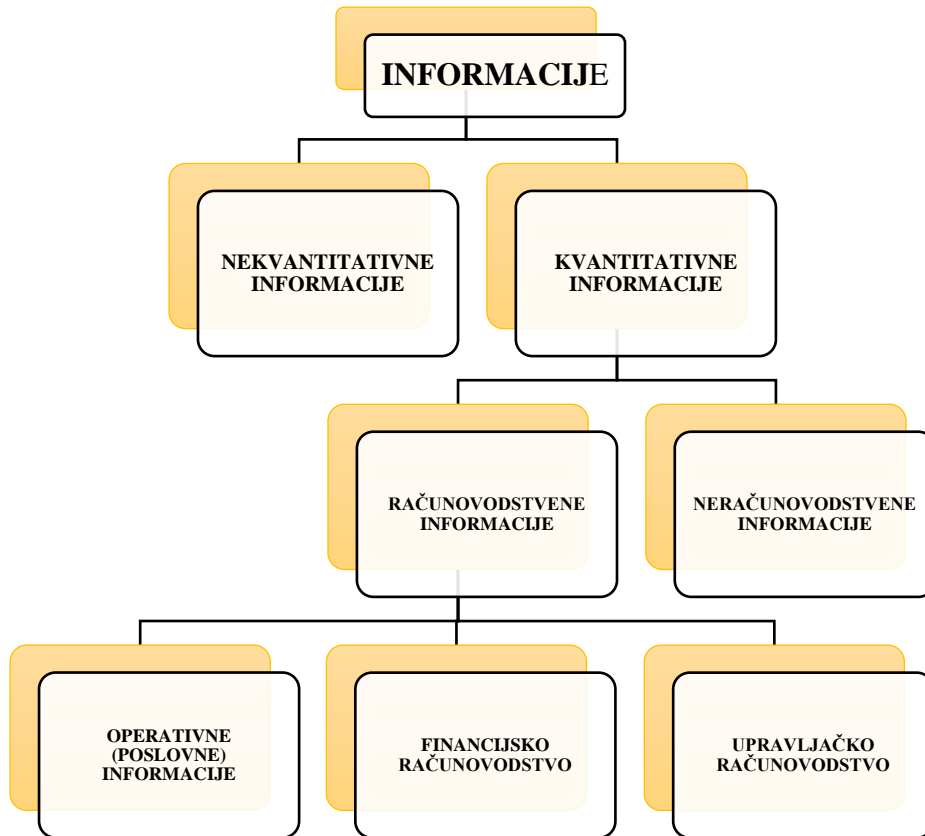 INFORMACIJE
NEKVANTITATIVNE
INFORMACIJE
KVANTITATIVNE
INFORMACIJE
RAČUNOVODSTVENE
INFORMACIJE
NERAČUNOVODSTVENE
INFORMACIJE
OPERATIVNE
(POSLOVNE)
INFORMACIJE
FINANCIJSKO
RAČUNOVODSTVO
UPRAVLJAČKO
RAČUNOVODSTVO